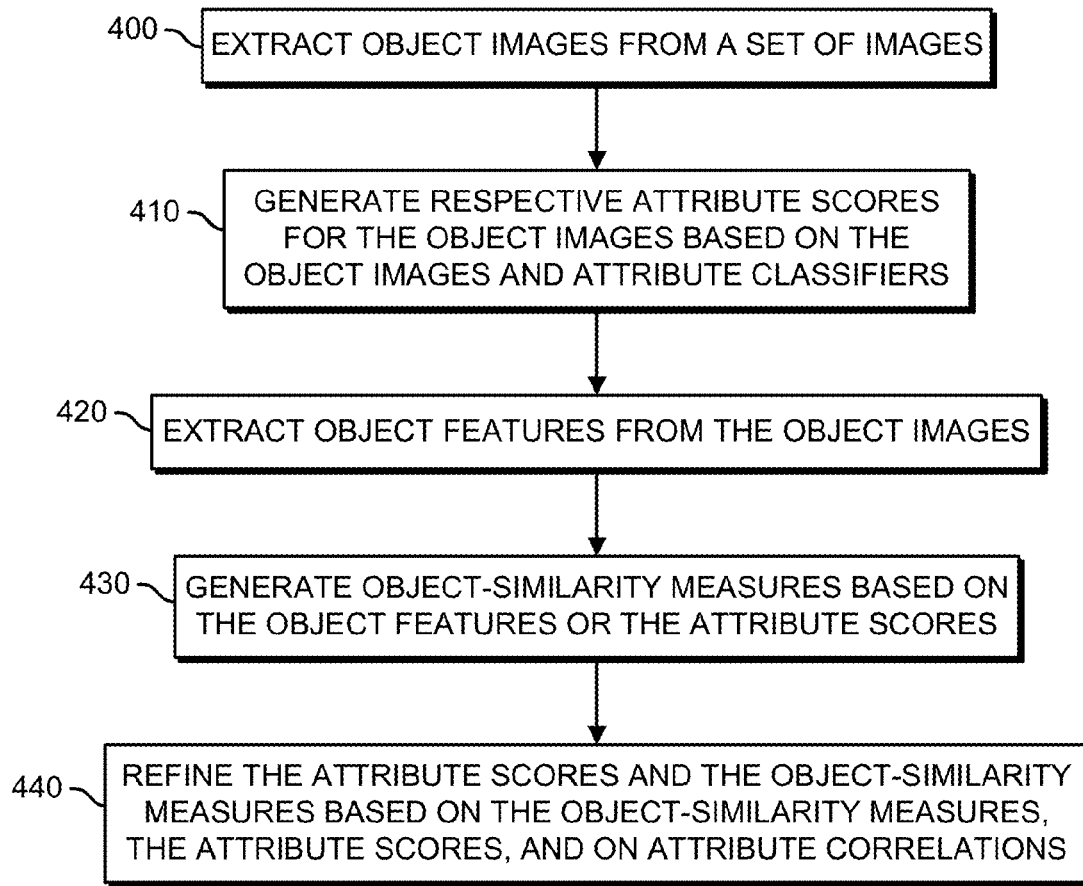 400
EXTRACT OBJECT IMAGES FROM A SET OF IMAGES
410
GENERATE RESPECTIVE ATTRIBUTE SCORES
FOR THE OBJECT IMAGES BASED ON THE
OBJECT IMAGES AND ATTRIBUTE CLASSIFIERS
420
EXTRACT OBJECT FEATURES FROM THE OBJECT IMAGES
430
GENERATE OBJECT-SIMILARITY MEASURES BASED ON
THE OBJECT FEATURES OR THE ATTRIBUTE SCORES
440
REFINE THE ATTRIBUTE SCORES AND THE OBJECT-SIMILARITY
MEASURES BASED ON THE OBJECT-SIMILARITY MEASURES,
THE ATTRIBUTE SCORES, AND ON ATTRIBUTE CORRELATIONS